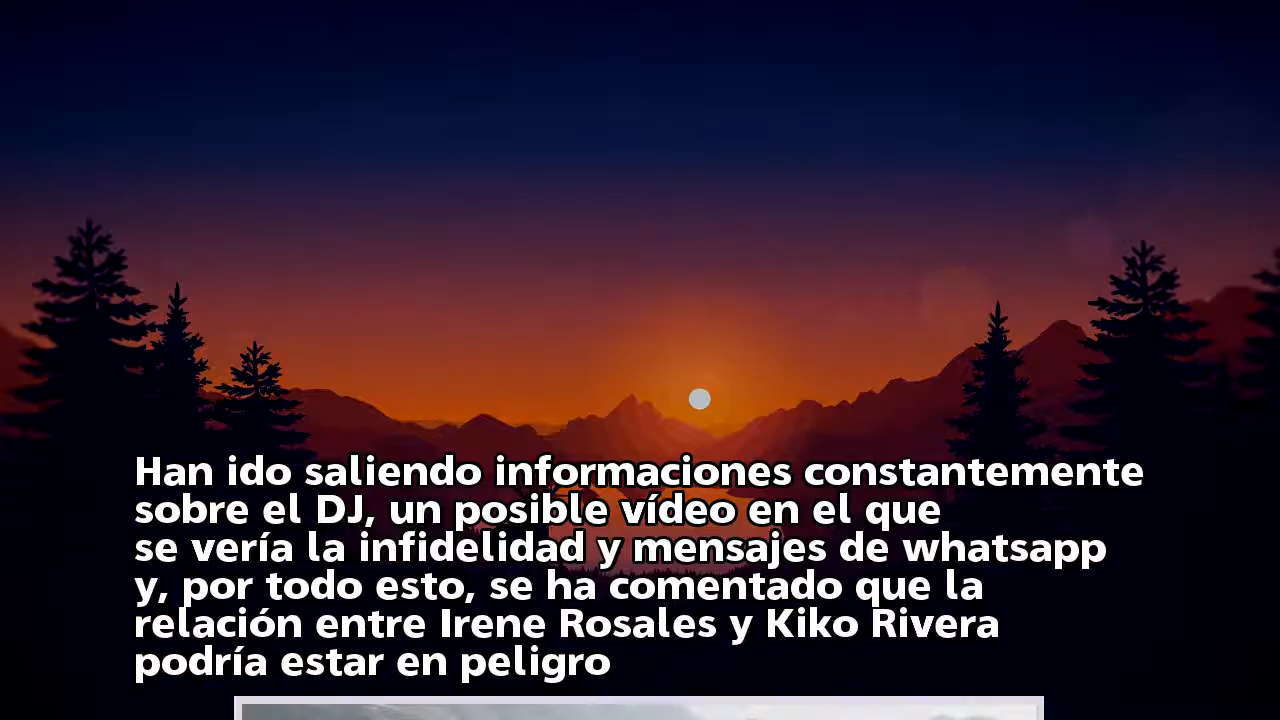 Han ido saliendo informaciones constantemente
sobre el DJ, un posible vídeo en el que
se vería la infidelidad y mensajes de whatsapp
y, por todo esto, se ha comentado que la
relación entre Irene Rosales y Kiko Rivera
podría estar en peligro